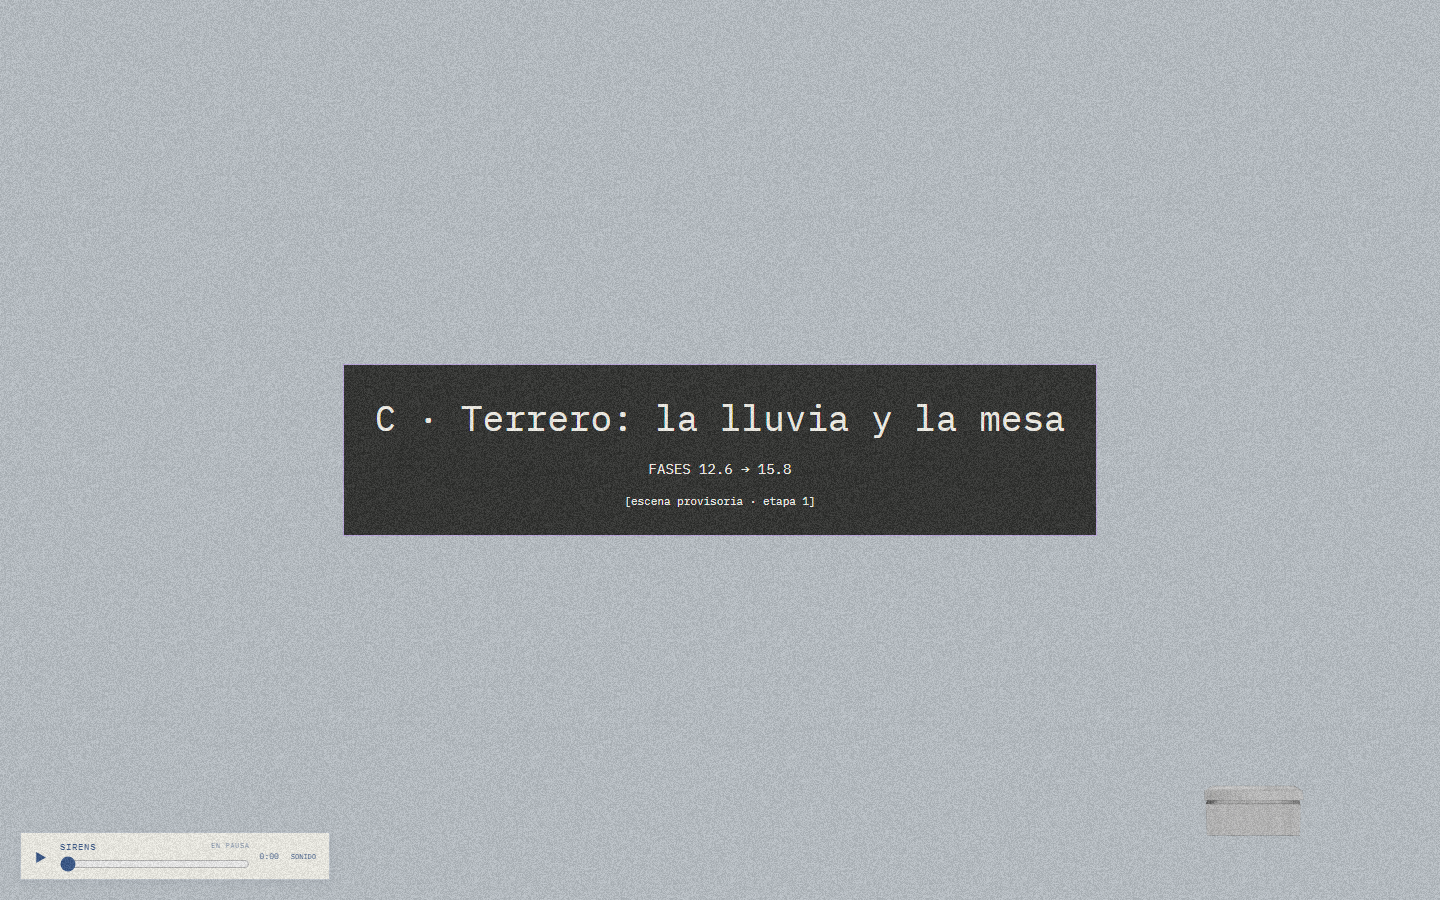 C · Terrero: la lluvia y la mesa
FASES 12.6 → 15.8
[escena provisoria · etapa 1]
SIRENS
EN PAUSA
0:00
SONIDO